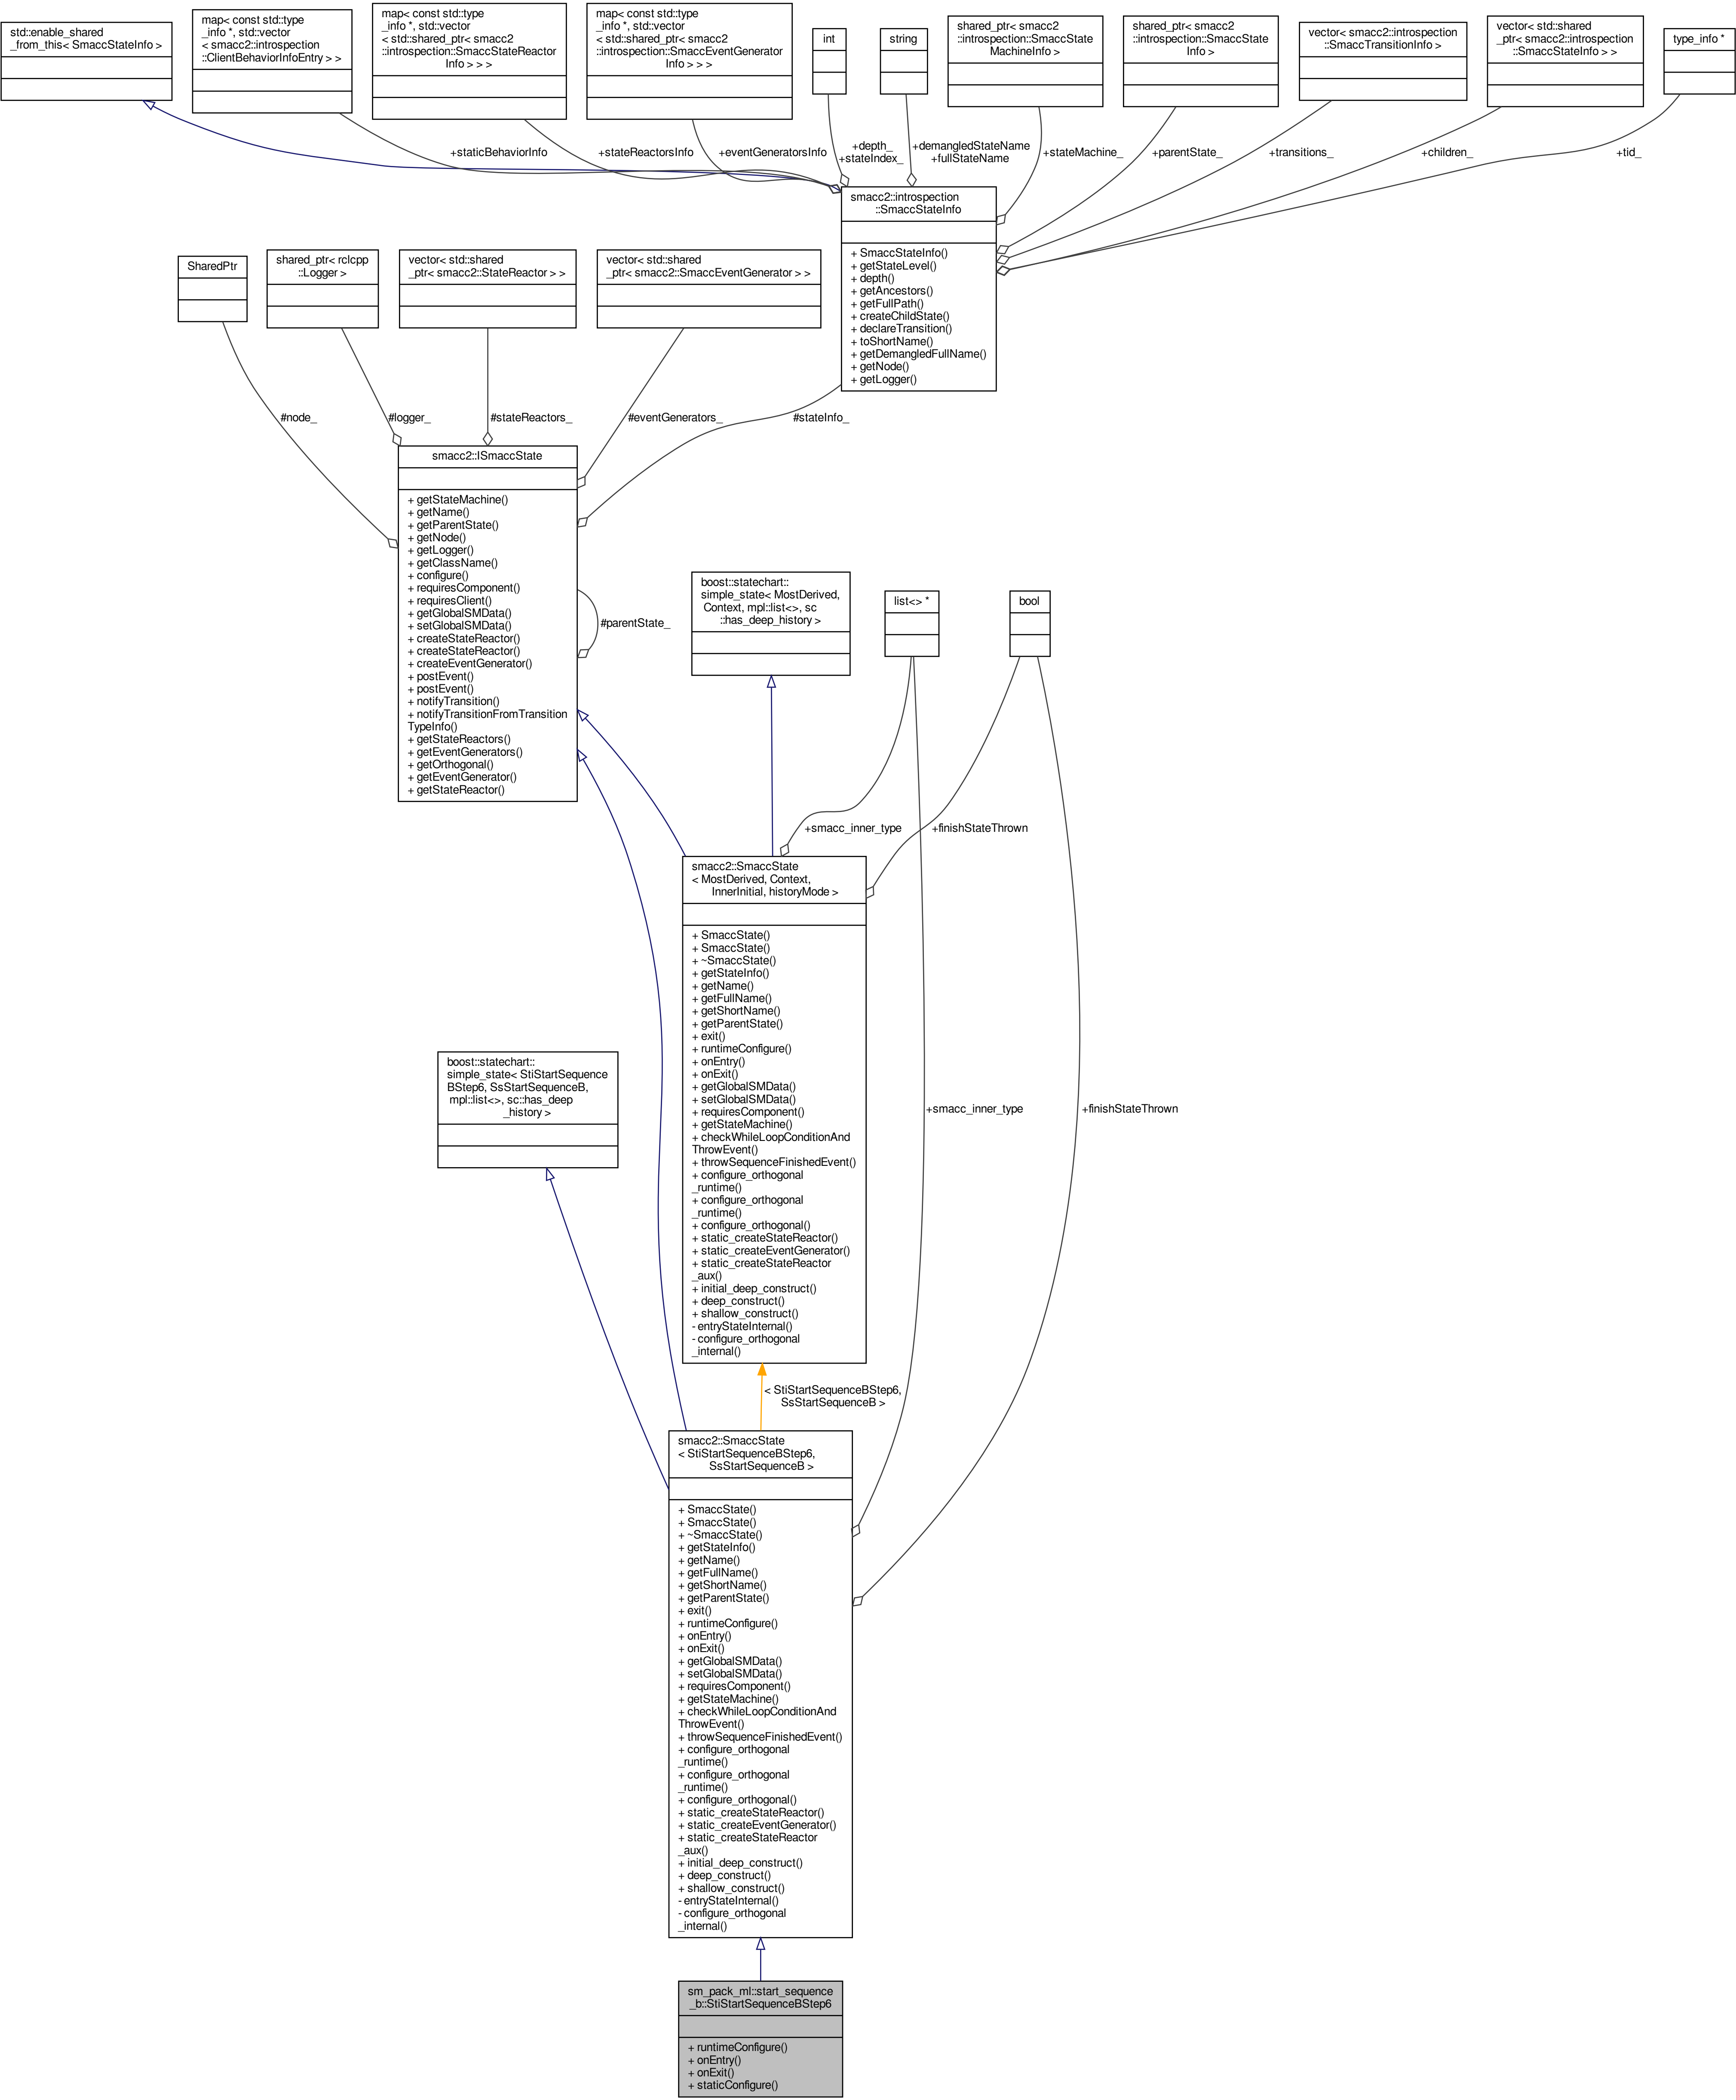 std::enable_shared
_from_this< SmaccStateInfo >
map< const std::type
_info *, std::vector
< smacc2::introspection
::ClientBehaviorInfoEntry > >
map< const std::type
_info *, std::vector
< std::shared_ptr< smacc2
::introspection::SmaccStateReactor
Info > > >
map< const std::type
_info *, std::vector
< std::shared_ptr< smacc2
::introspection::SmaccEventGenerator
Info > > >
int
string
shared_ptr< smacc2
::introspection::SmaccState
MachineInfo >
shared_ptr< smacc2
::introspection::SmaccState
Info >
vector< smacc2::introspection
::SmaccTransitionInfo >
vector< std::shared
_ptr< smacc2::introspection
::SmaccStateInfo > >
type_info *
+staticBehaviorInfo
+stateReactorsInfo
+eventGeneratorsInfo
+depth_
+stateIndex_
+demangledStateName
+fullStateName
+stateMachine_
+parentState_
+transitions_
+children_
+tid_
smacc2::introspection
::SmaccStateInfo
+ SmaccStateInfo()
+ getStateLevel()
+ depth()
+ getAncestors()
+ getFullPath()
+ createChildState()
+ declareTransition()
+ toShortName()
+ getDemangledFullName()
+ getNode()
+ getLogger()
SharedPtr
shared_ptr< rclcpp
::Logger >
vector< std::shared
_ptr< smacc2::StateReactor > >
vector< std::shared
_ptr< smacc2::SmaccEventGenerator > >
#node_
#logger_
#stateReactors_
#eventGenerators_
#stateInfo_
smacc2::ISmaccState
+ getStateMachine()
+ getName()
+ getParentState()
+ getNode()
+ getLogger()
+ getClassName()
+ configure()
+ requiresComponent()
+ requiresClient()
+ getGlobalSMData()
+ setGlobalSMData()
+ createStateReactor()
+ createStateReactor()
+ createEventGenerator()
+ postEvent()
+ postEvent()
+ notifyTransition()
+ notifyTransitionFromTransition
TypeInfo()
+ getStateReactors()
+ getEventGenerators()
+ getOrthogonal()
+ getEventGenerator()
+ getStateReactor()
#parentState_
boost::statechart::
simple_state< MostDerived,
Context, mpl::list<>, sc
::has_deep_history >
list<> *
bool
+smacc_inner_type
+finishStateThrown
smacc2::SmaccState
< MostDerived, Context,
InnerInitial, historyMode >
+ SmaccState()
+ SmaccState()
+ ~SmaccState()
+ getStateInfo()
+ getName()
+ getFullName()
+ getShortName()
+ getParentState()
+ exit()
+ runtimeConfigure()
+ onEntry()
+ onExit()
+ getGlobalSMData()
+ setGlobalSMData()
+ requiresComponent()
+ getStateMachine()
+ checkWhileLoopConditionAnd
ThrowEvent()
+ throwSequenceFinishedEvent()
+ configure_orthogonal
_runtime()
+ configure_orthogonal
_runtime()
+ configure_orthogonal()
+ static_createStateReactor()
+ static_createEventGenerator()
+ static_createStateReactor
_aux()
+ initial_deep_construct()
+ deep_construct()
+ shallow_construct()
- entryStateInternal()
- configure_orthogonal
_internal()
boost::statechart::
simple_state< StiStartSequence
BStep6, SsStartSequenceB,
mpl::list<>, sc::has_deep
_history >
+smacc_inner_type
+finishStateThrown
< StiStartSequenceBStep6,
SsStartSequenceB >
smacc2::SmaccState
< StiStartSequenceBStep6,
SsStartSequenceB >
+ SmaccState()
+ SmaccState()
+ ~SmaccState()
+ getStateInfo()
+ getName()
+ getFullName()
+ getShortName()
+ getParentState()
+ exit()
+ runtimeConfigure()
+ onEntry()
+ onExit()
+ getGlobalSMData()
+ setGlobalSMData()
+ requiresComponent()
+ getStateMachine()
+ checkWhileLoopConditionAnd
ThrowEvent()
+ throwSequenceFinishedEvent()
+ configure_orthogonal
_runtime()
+ configure_orthogonal
_runtime()
+ configure_orthogonal()
+ static_createStateReactor()
+ static_createEventGenerator()
+ static_createStateReactor
_aux()
+ initial_deep_construct()
+ deep_construct()
+ shallow_construct()
- entryStateInternal()
- configure_orthogonal
_internal()
sm_pack_ml::start_sequence
_b::StiStartSequenceBStep6
+ runtimeConfigure()
+ onEntry()
+ onExit()
+ staticConfigure()